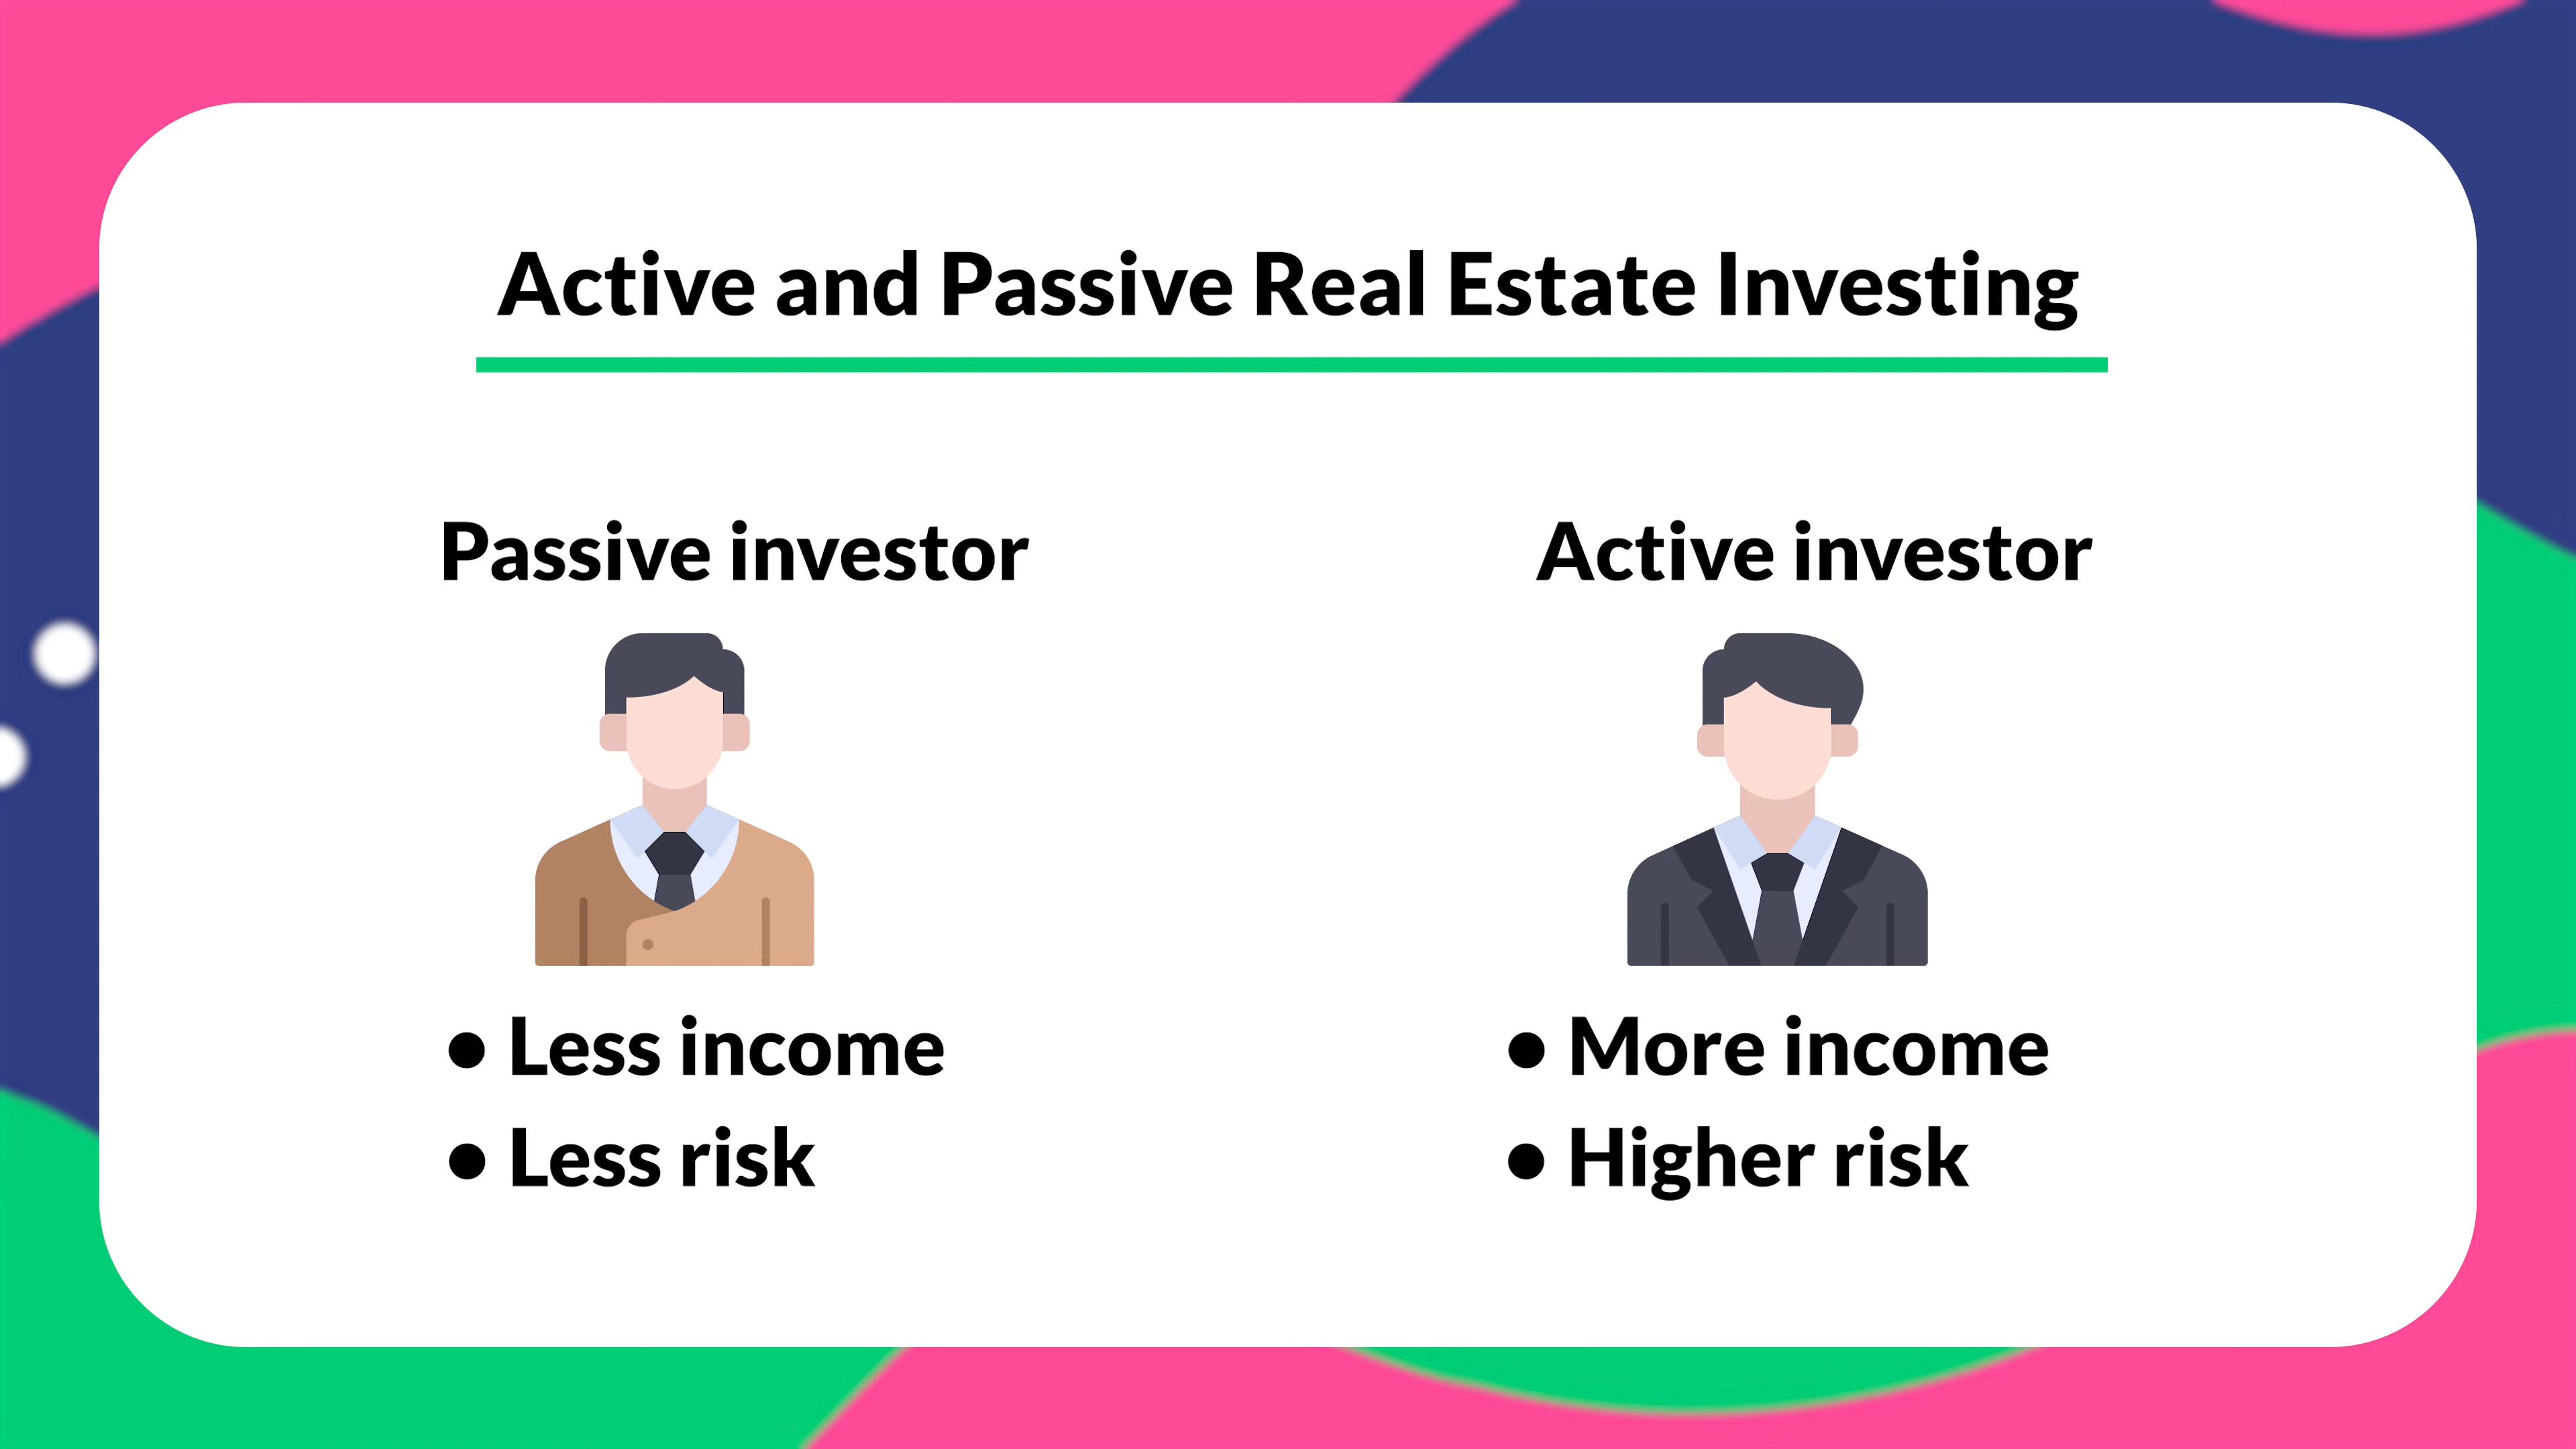 Active and Passive Real Estate Investing
Passive investor
• Less income
• Less risk
Active investor
• More income
• Higher risk